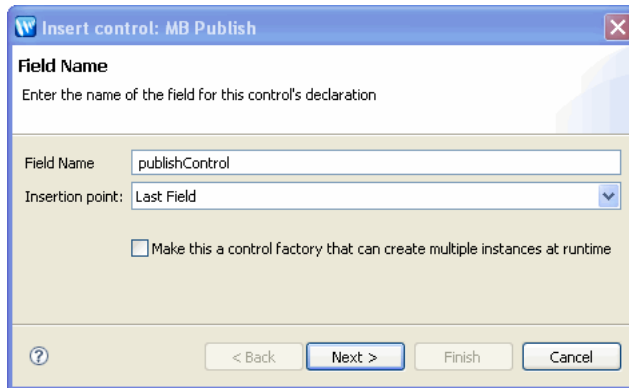 Insert control: MB Publish
Field Name
Enter the name of the field for this control's declaration
Field Name publishControl
Insertion point: Last Field
Make this a control factory that can create multiple instances at runtime
? < Back Next > Finish Cancel